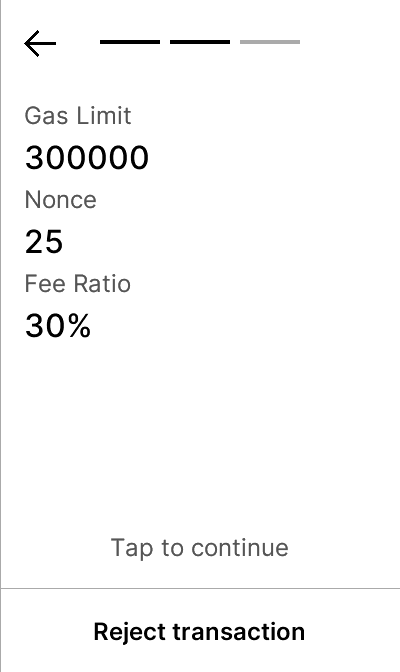 Gas Limit
300000
Nonce
25
Fee Ratio
30%
Tap to continue
Reject transaction